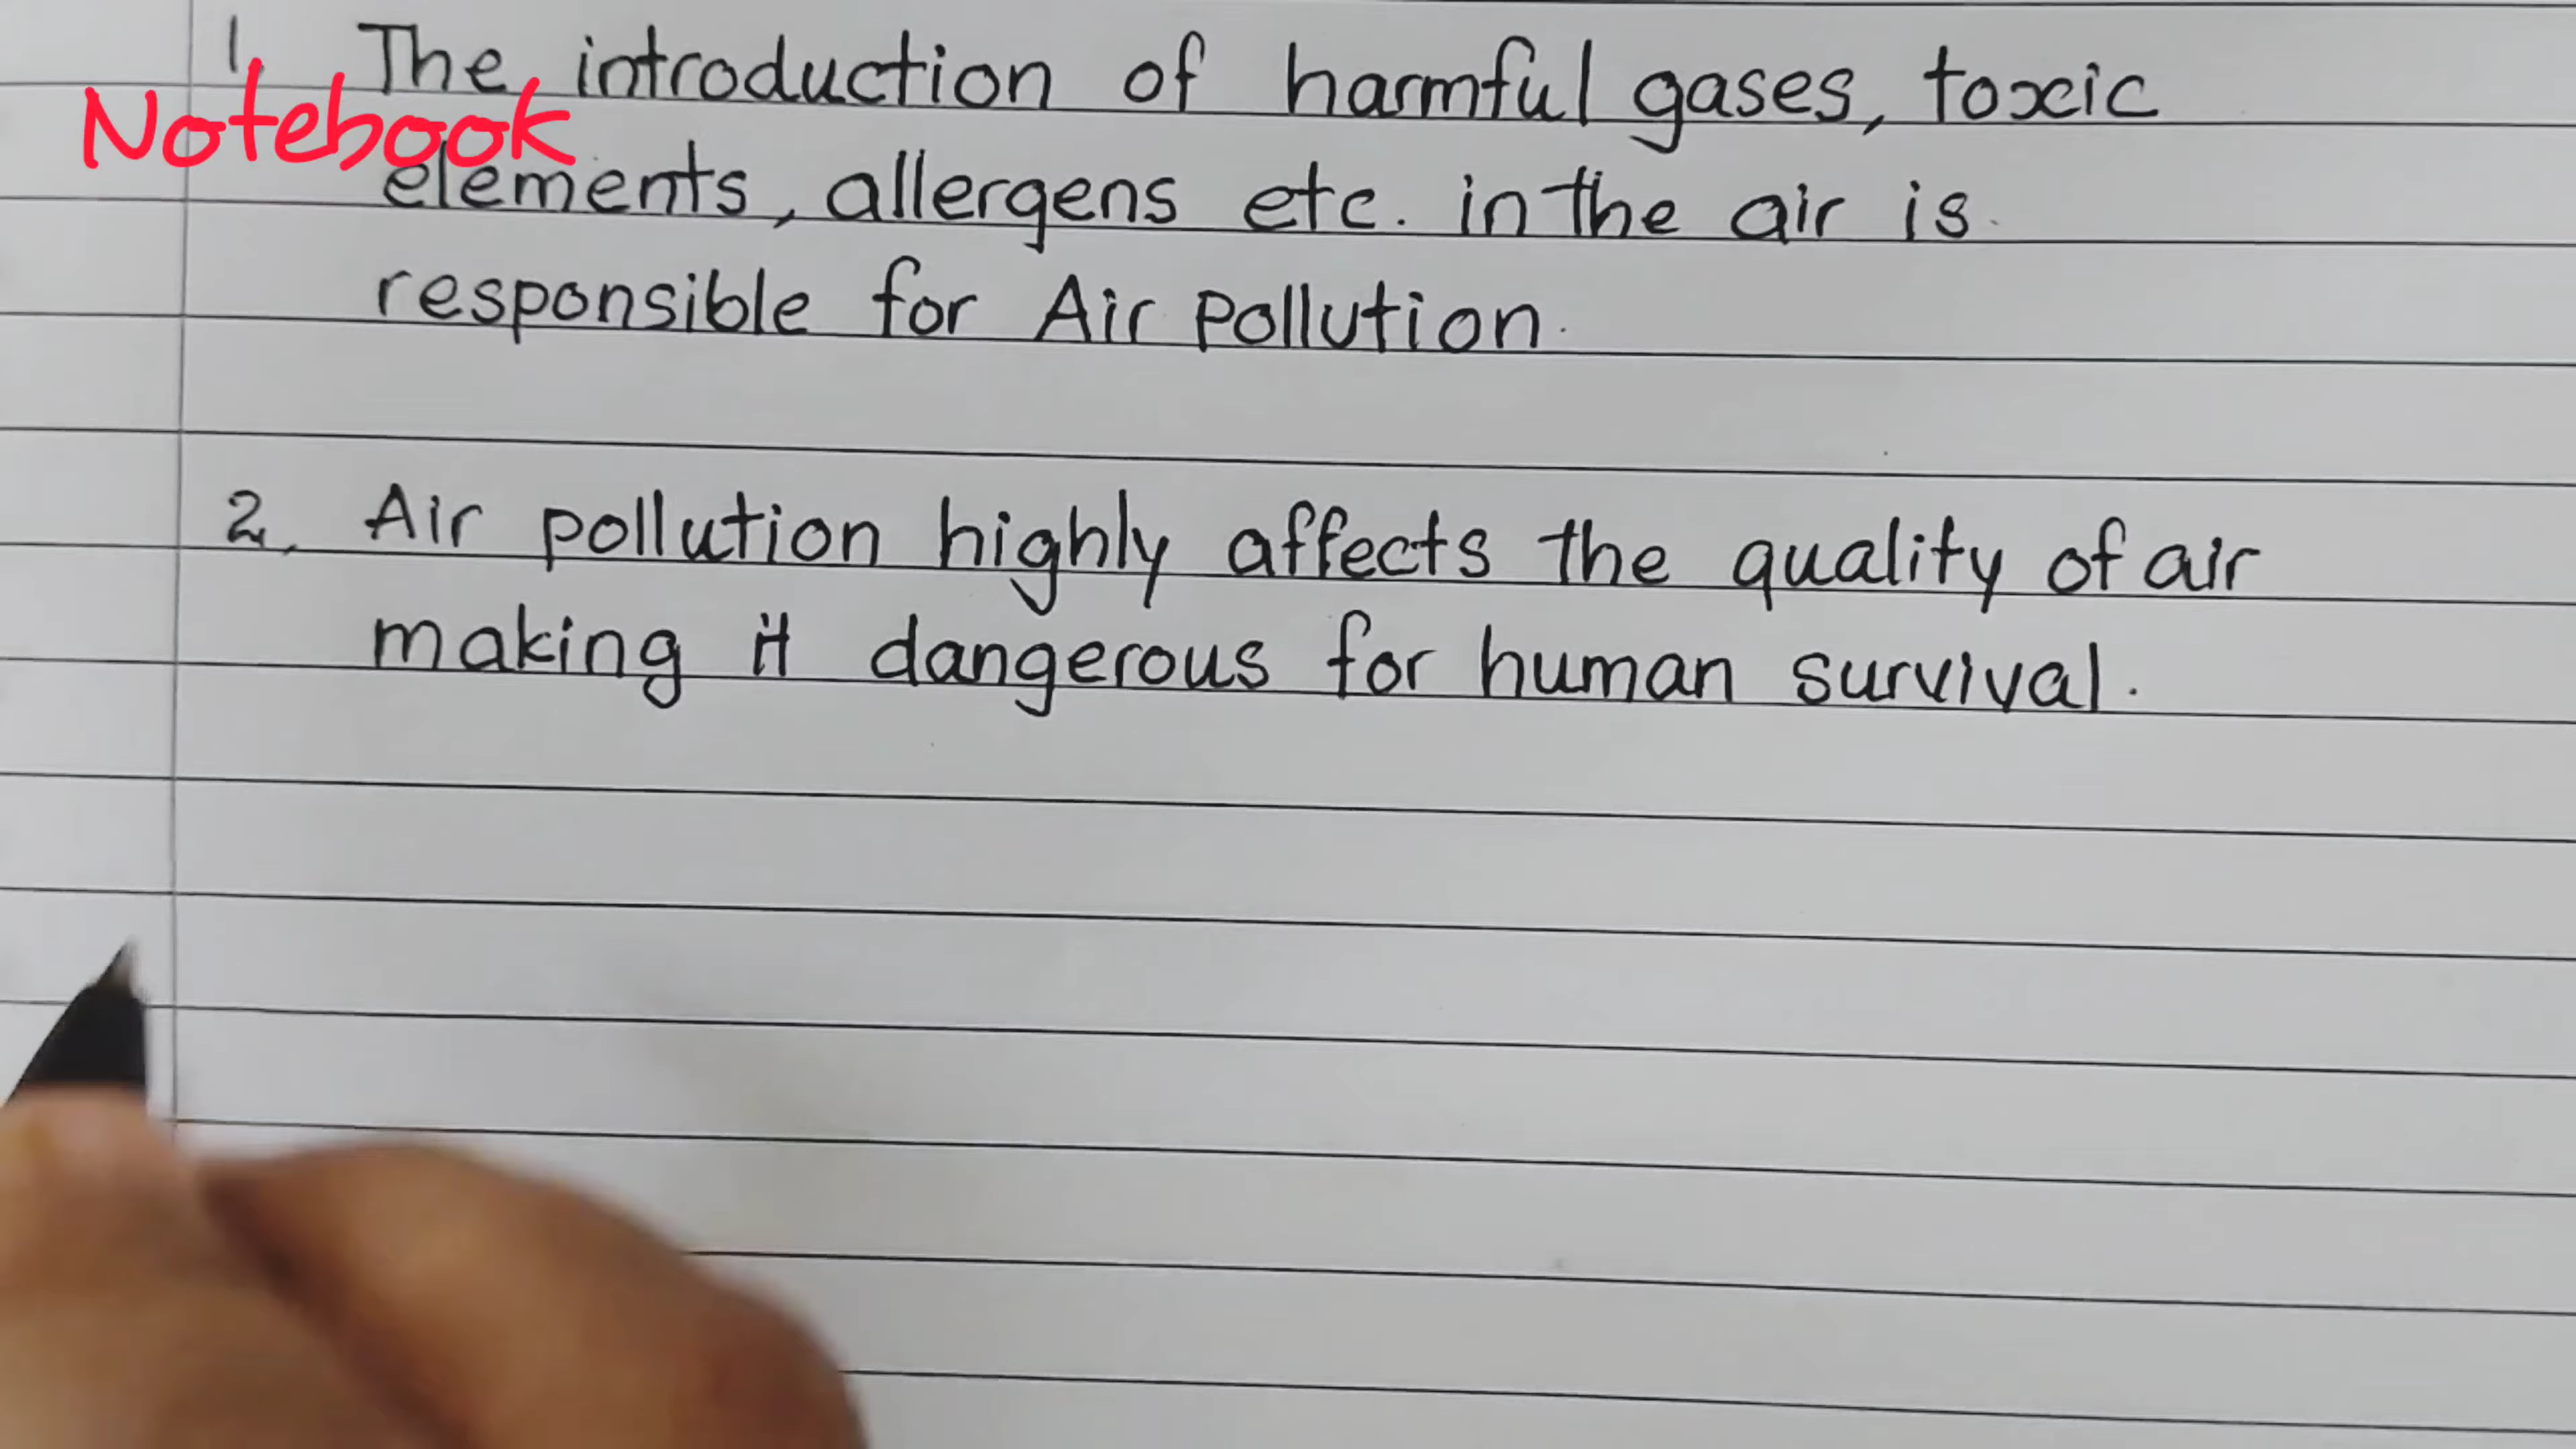 1. The introduction of harmful gases, toxic
Notebook
elements, allergens etc. in the air is
responsible for Air Pollution.
2. Air pollution highly affects the quality of air
making it dangerous for human survival.